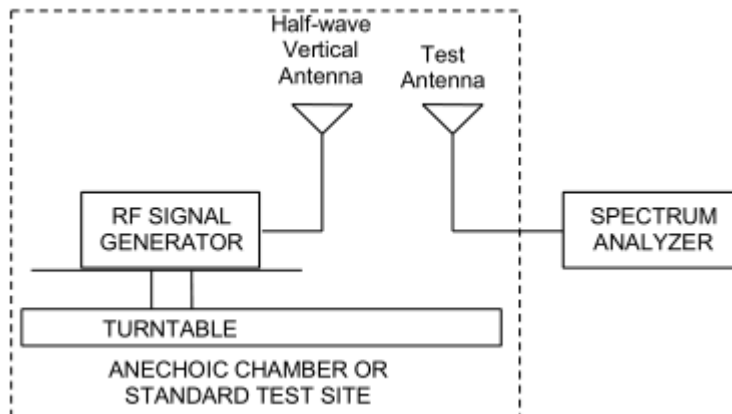 Half-wave
Vertical
Antenna
Test
Antenna
RF SIGNAL
GENERATOR
SPECTRUM
ANALYZER
TURNTABLE
ANECHOIC CHAMBER OR
STANDARD TEST SITE